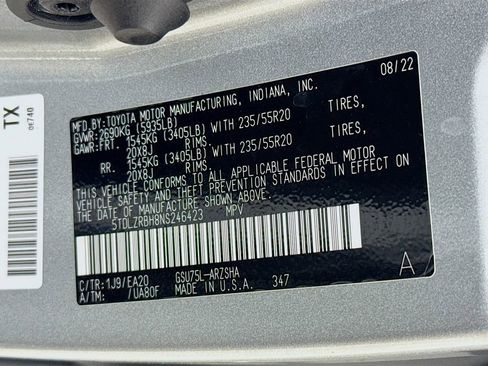 TX
0E740
MFD.BY:TOYOTA MOTOR MANUFACTURING, INDIANA, INC. 08/22
GVWR: 2690KG (5935LB)
GAWR:FRT. 1545KG (3405LB) WITH 235/55R20 TIRES,
20X8J RIMS.
RR. 1545KG (3405LB) WITH 235/55R20 TIRES,
20X8J RIMS.
THIS VEHICLE CONFORMS TO ALL APPLICABLE FEDERAL MOTOR
VEHICLE SAFETY AND THEFT PREVENTION STANDARDS IN EFFECT ON
THE DATE OF MANUFACTURE SHOWN ABOVE.
5TDLZRBH8NS246423 MPV
C/TR:1J9/EA20 GSU75L-ARZSHA A
A/TM: /UA80F MADE IN U.S.A. 347